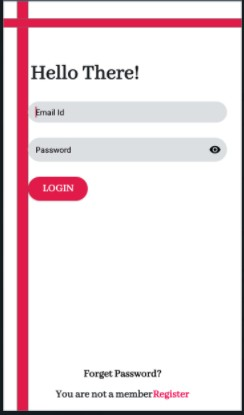 Hello There!
Email Id
Password
LOGIN
Forget Password?
You are not a memberRegister